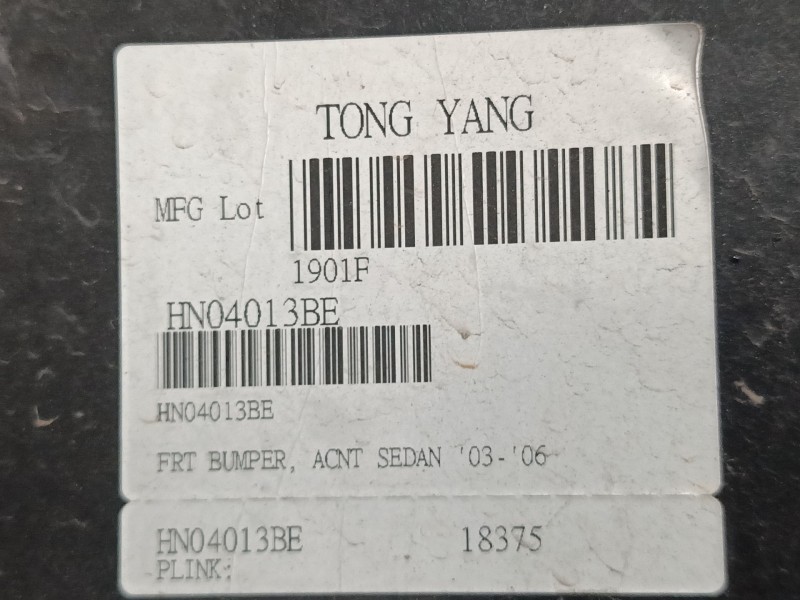 TONG YANG
MFG Lot
1901F
HN04013BE
HN04013BE
FRT BUMPER, ACNT SEDAN '03-'06
HN04013BE 18375
PLINK: